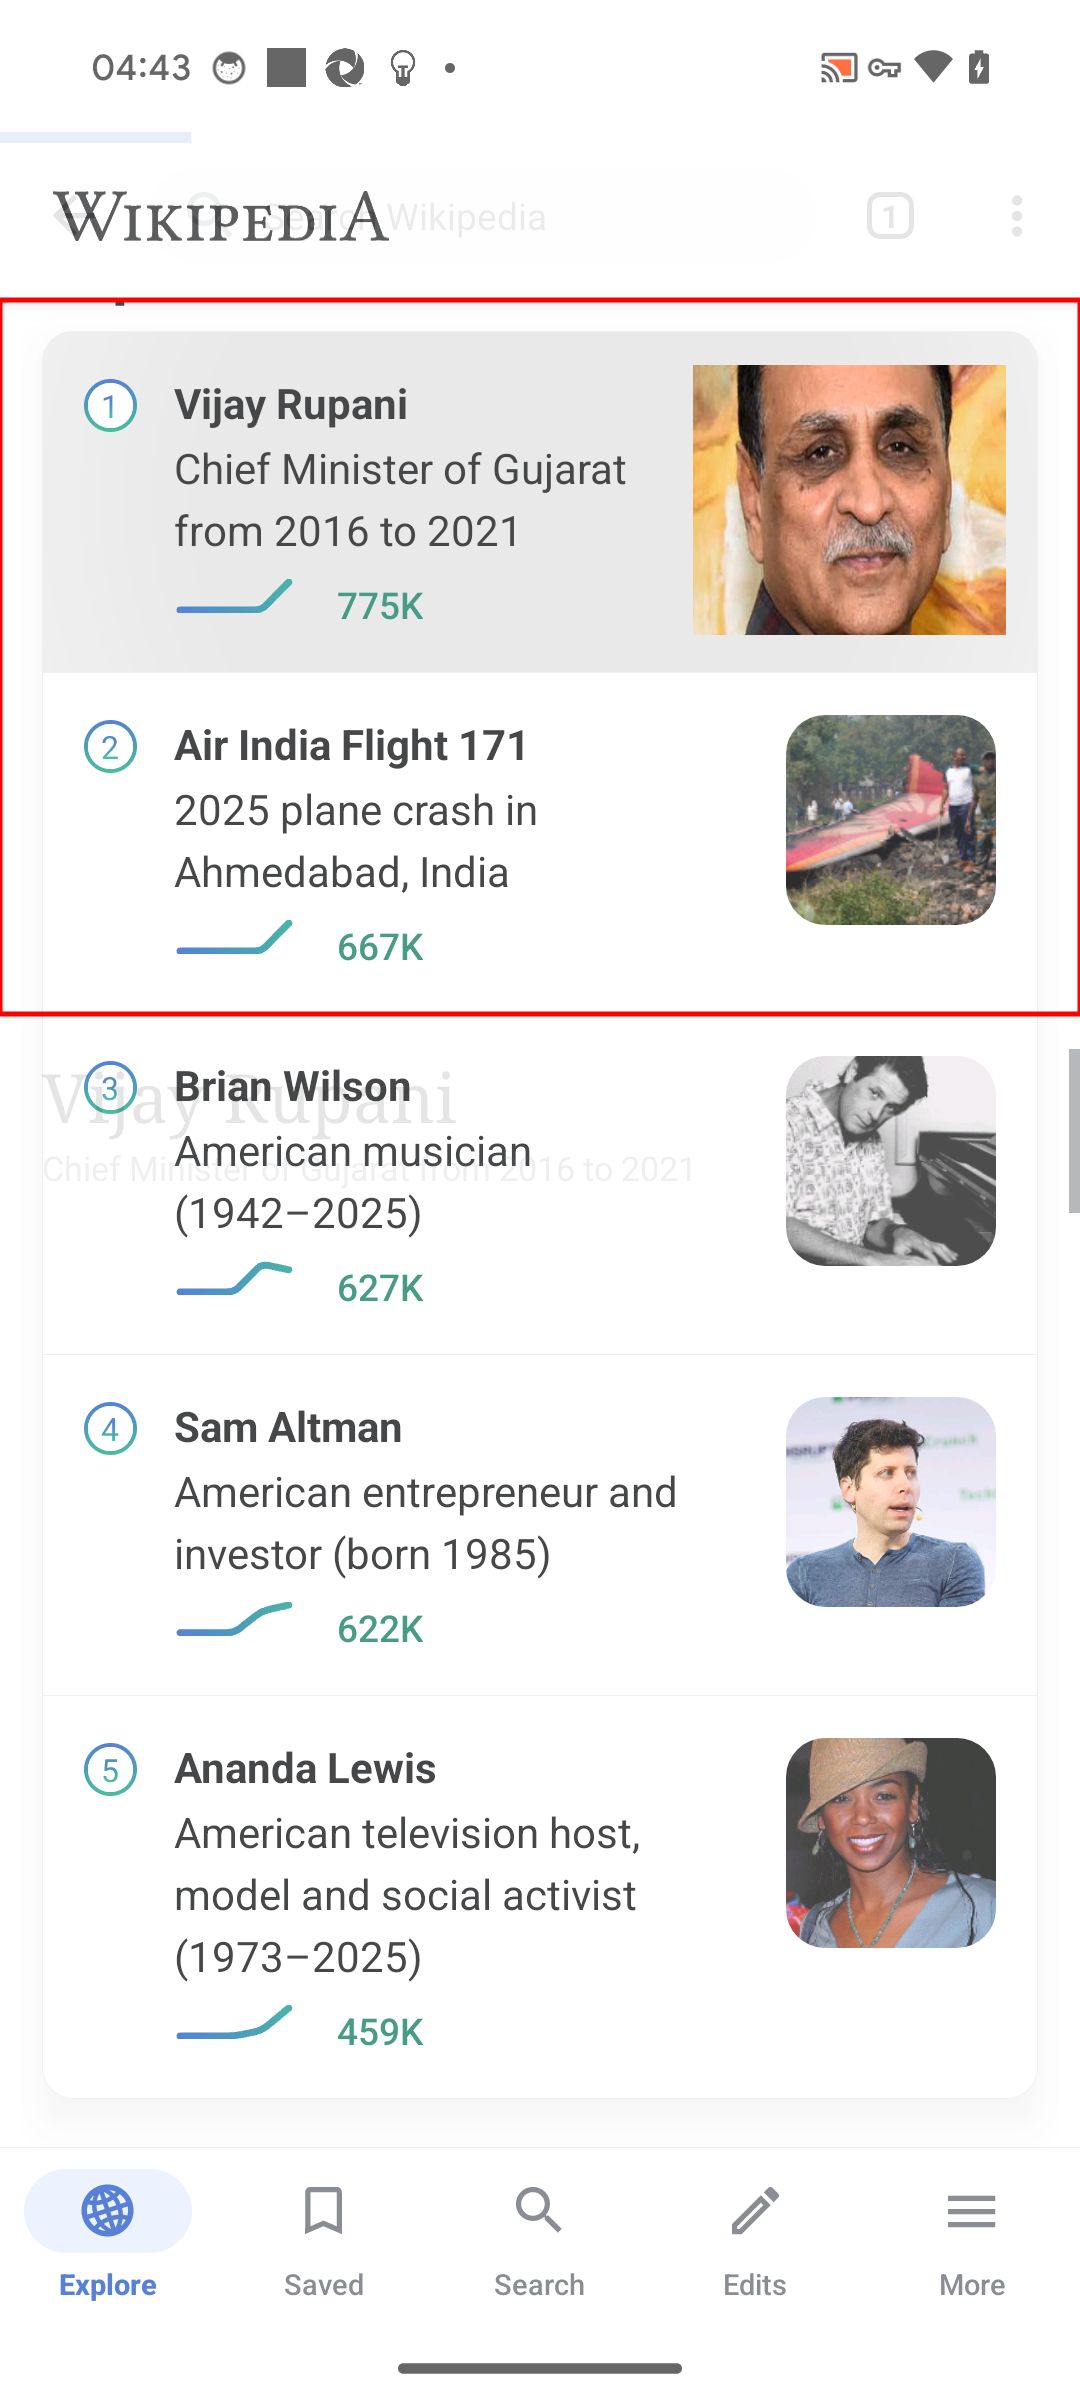 04:43
WIKIPEDIA
Search Wikipedia
1
1
Vijay Rupani
Chief Minister of Gujarat
from 2016 to 2021
775K
2
Air India Flight 171
2025 plane crash in
Ahmedabad, India
667K
Vijay Rupani
Chief Minister of Gujarat from 2016 to 2021
3
Brian Wilson
American musician
(1942–2025)
627K
4
Sam Altman
American entrepreneur and
investor (born 1985)
622K
5
Ananda Lewis
American television host,
model and social activist
(1973–2025)
459K
Explore
Saved
Search
Edits
More